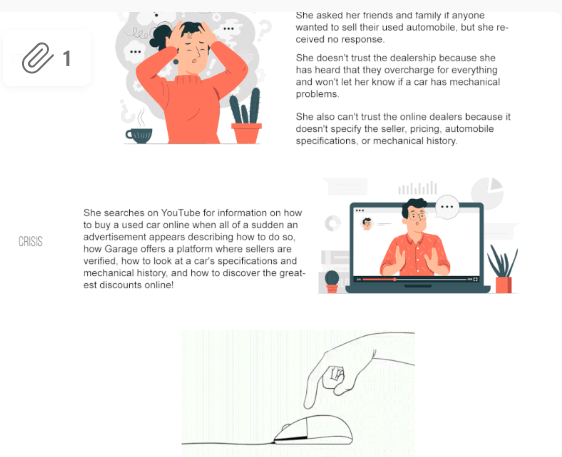 She asked her friends and family if anyone
wanted to sell their used automobile, but she re-
ceived no response.
1
She doesn't trust the dealership because she
has heard that they overcharge for everything
and won't let her know if a car has mechanical
problems.
She also can't trust the online dealers because it
doesn't specify the seller, pricing, automobile
specifications, or mechanical history.
She searches on YouTube for information on how
to buy a used car online when all of a sudden an
advertisement appears describing how to do so,
how Garage offers a platform where sellers are
verified, how to look at a car's specifications and
mechanical history, and how to discover the great-
est discounts online!
CRISIS